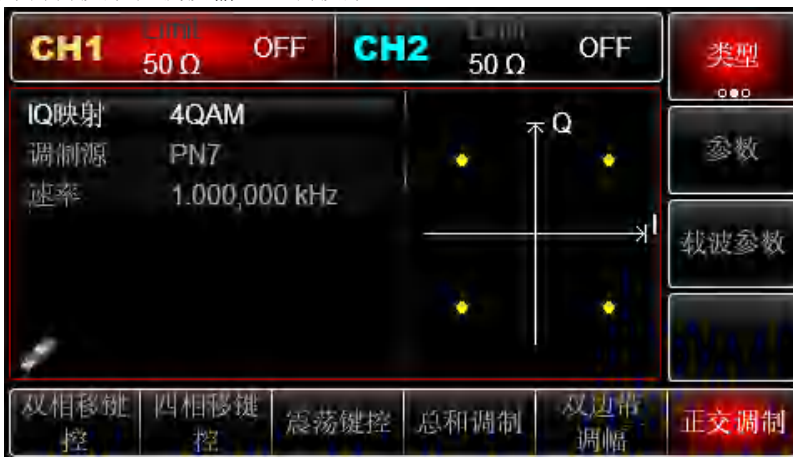 CH1
Limit
50 Ω
OFF
CH2
Limit
50 Ω
OFF
类型
IQ映射 4QAM
调制源 PN7
速率 1.000,000 kHz
Q
I
参数
载波参数
双相移键
控
四相移键
控
震荡键控
总和调制
双边带
调幅
正交调制